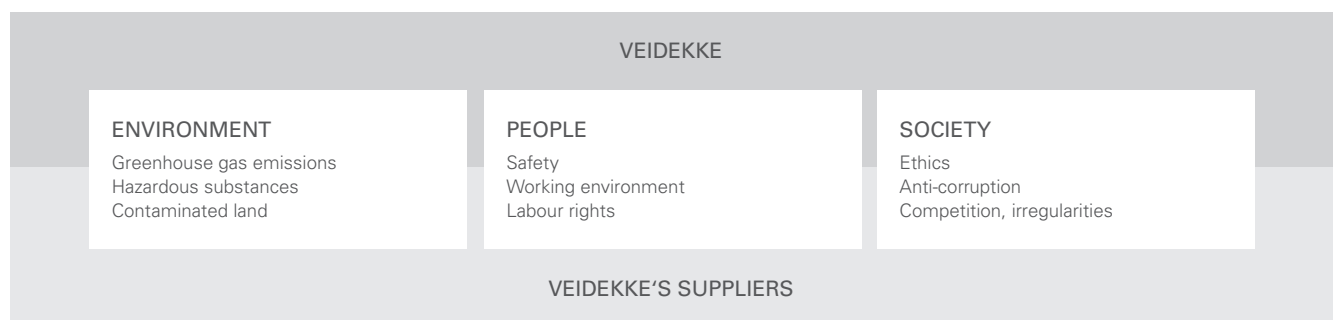 VEIDEKKE
ENVIRONMENT
Greenhouse gas emissions
Hazardous substances
Contaminated land
PEOPLE
Safety
Working environment
Labour rights
SOCIETY
Ethics
Anti-corruption
Competition, irregularities
VEIDEKKE‘S SUPPLIERS